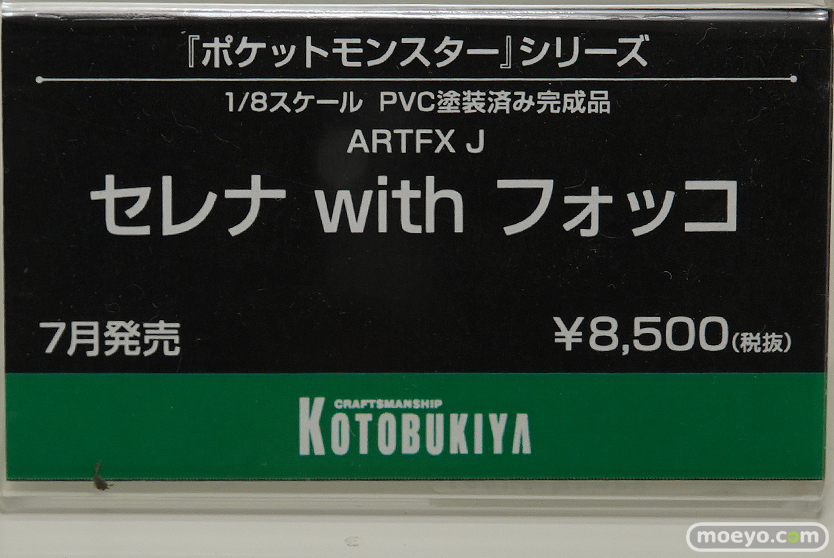 『ポケットモンスター』シリーズ
1/8スケール PVC塗装済み完成品
ARTFX J
セレナ with フォッコ
7月発売
¥8,500(税抜)
CRAFTSMANSHIP
KOTOBUKIYA
moeyo.com